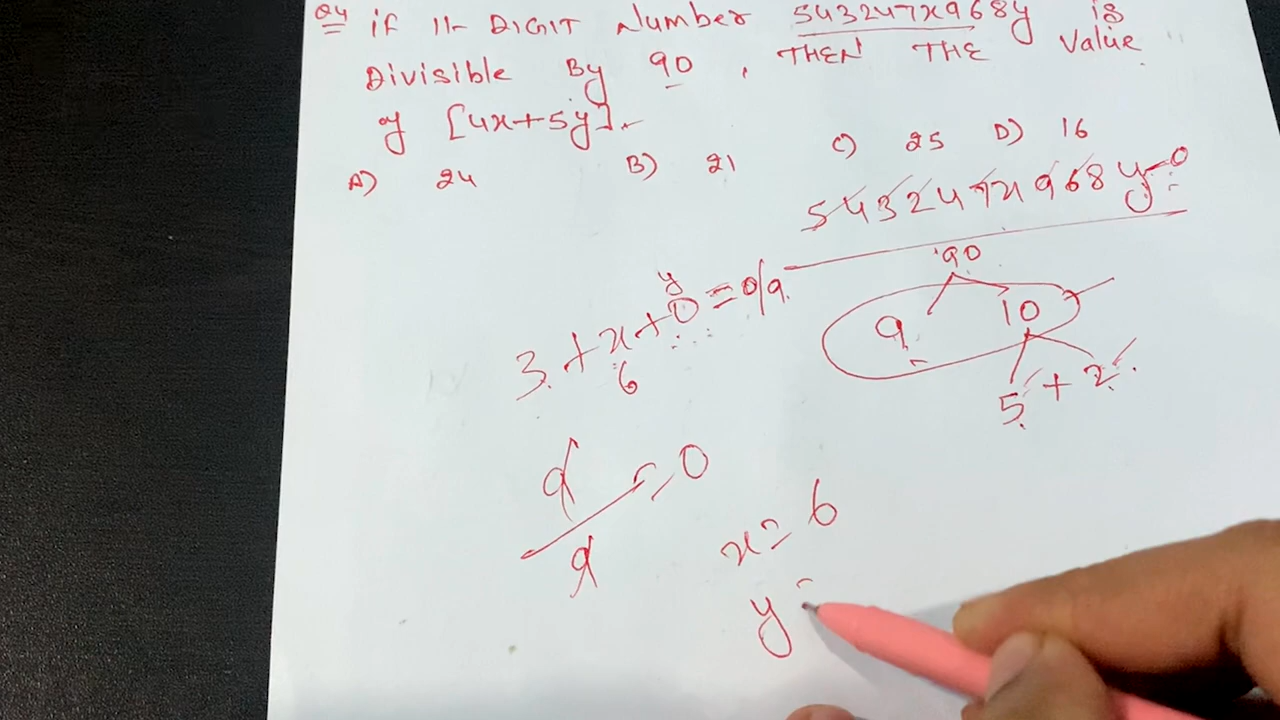 Q4 if 11- DIGIT Number 543247x968y is
Divisible By 90 , THEN THE Value
of [4x+5y].
A) 24 B) 21 C) 25 D) 16
543247x968y 0
90
9 10
5 + 2
y
3 + x + 0 = 0/9
6
9
9
= 0
x = 6
y =